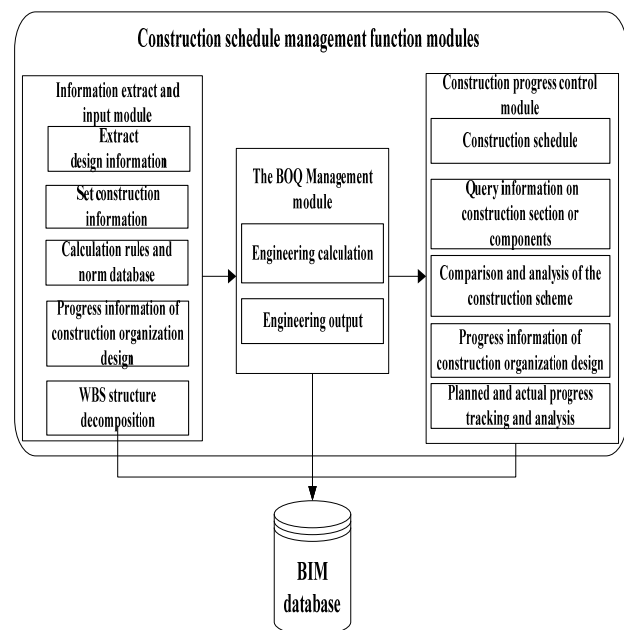 Construction schedule management function modules
Information extract and
input module
Extract
design information
Set construction
information
Calculation rules and
norm database
Progress information of
construction organization
design
WBS structure
decomposition
The BOQ Management
module
Engineering calculation
Engineering output
Construction progress control
module
Construction schedule
Query information on
construction section or
components
Comparison and analysis of the
construction scheme
Progress information of
construction organization design
Planned and actual progress
tracking and analysis
BIM
database